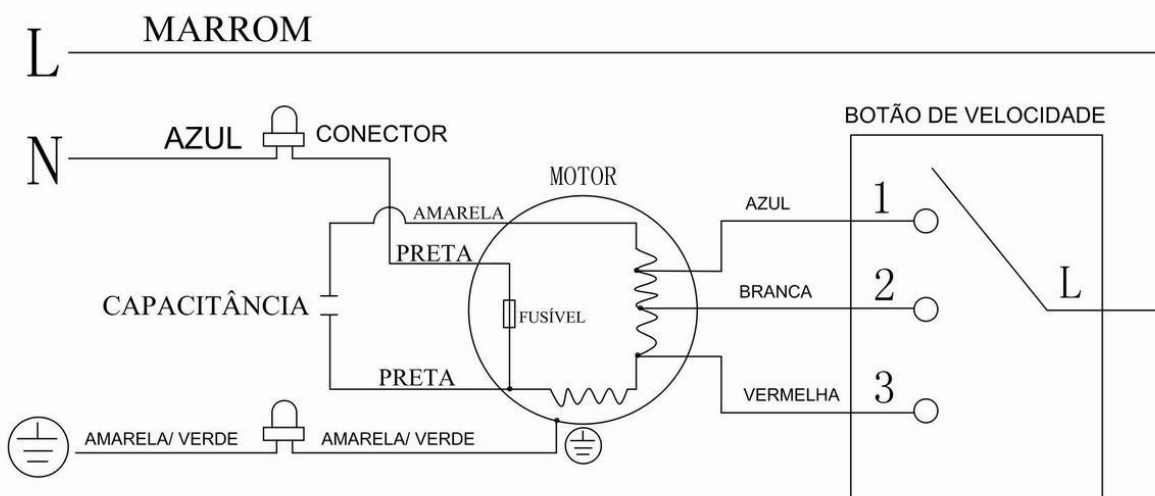 L
MARROM
N
AZUL
CONECTOR
BOTÃO DE VELOCIDADE
MOTOR
AMARELA
AZUL
1
PRETA
CAPACITÂNCIA
FUSÍVEL
BRANCA
2
L
PRETA
VERMELHA
3
AMARELA/ VERDE
AMARELA/ VERDE